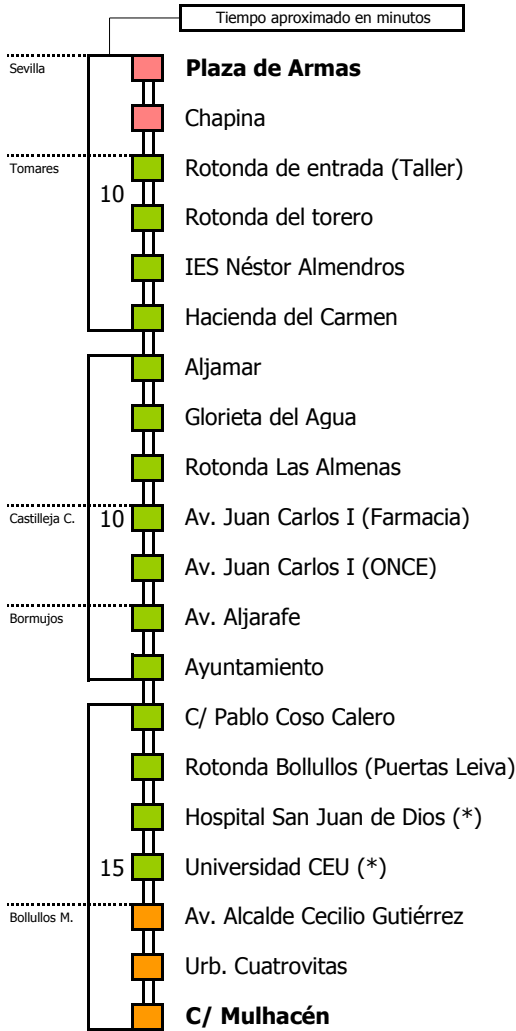 Tiempo aproximado en minutos
Sevilla
Plaza de Armas
Chapina
Tomares
Rotonda de entrada (Taller)
10
Rotonda del torero
IES Néstor Almendros
Hacienda del Carmen
Aljamar
Glorieta del Agua
Rotonda Las Almenas
Castilleja C.
10
Av. Juan Carlos I (Farmacia)
Av. Juan Carlos I (ONCE)
Bormujos
Av. Aljarafe
Ayuntamiento
C/ Pablo Coso Calero
Rotonda Bollullos (Puertas Leiva)
Hospital San Juan de Dios (*)
15
Universidad CEU (*)
Bollullos M.
Av. Alcalde Cecilio Gutiérrez
Urb. Cuatrovitas
C/ Mulhacén